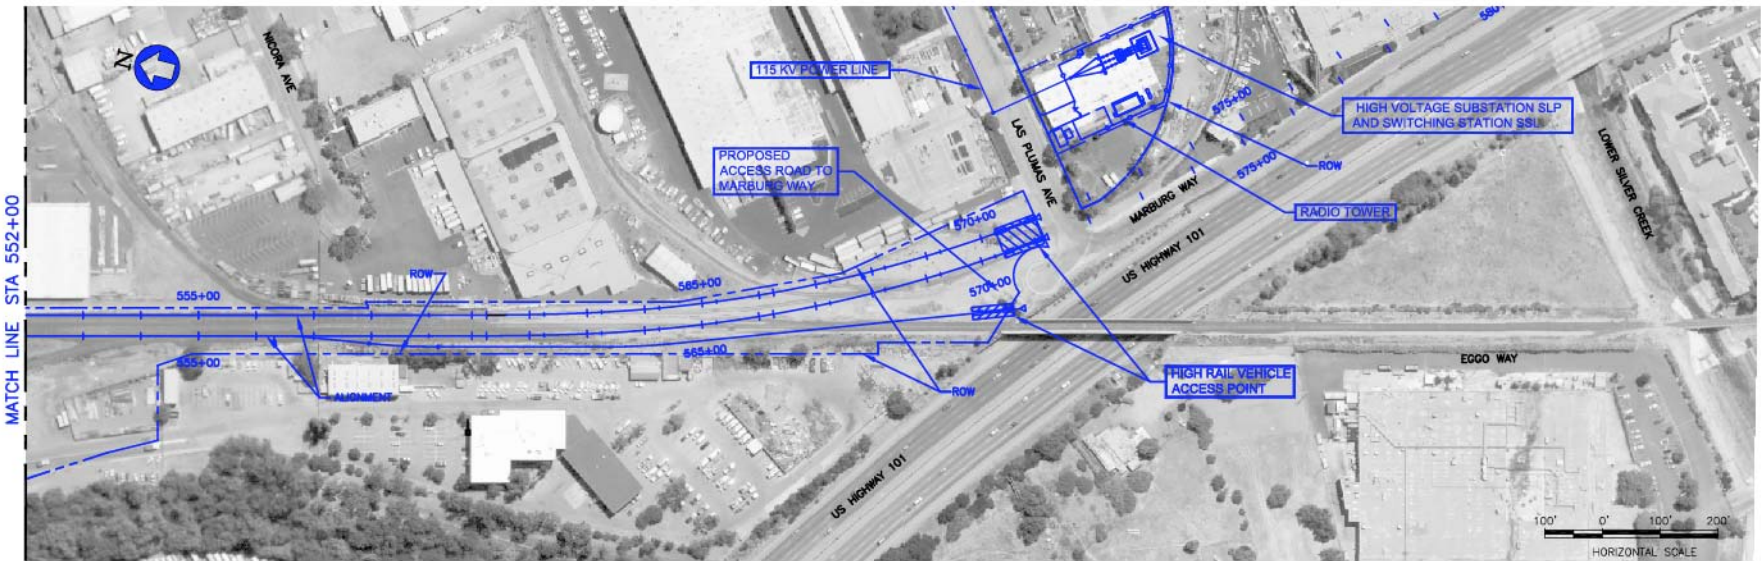 N
NICORA AVE
115 KV POWER LINE
580+
HIGH VOLTAGE SUBSTATION SLP
AND SWITCHING STATION SSL
575+00
575+00
ROW
LAS PLUMAS AVE
MARBURG WAY
RADIO TOWER
LOWER SILVER CREEK
PROPOSED
ACCESS ROAD TO
MARBURG WAY
MATCH LINE STA 552+00
555+00
ROW
565+00
570+00
570+00
US HIGHWAY 101
555+00
565+00
ALIGNMENT
ROW
HIGH RAIL VEHICLE
ACCESS POINT
EGGO WAY
US HIGHWAY 101
100' 0' 100' 200'
HORIZONTAL SCALE